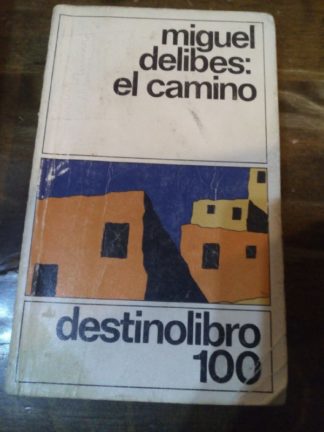 miguel
delibes:
el camino
destinolibro
100